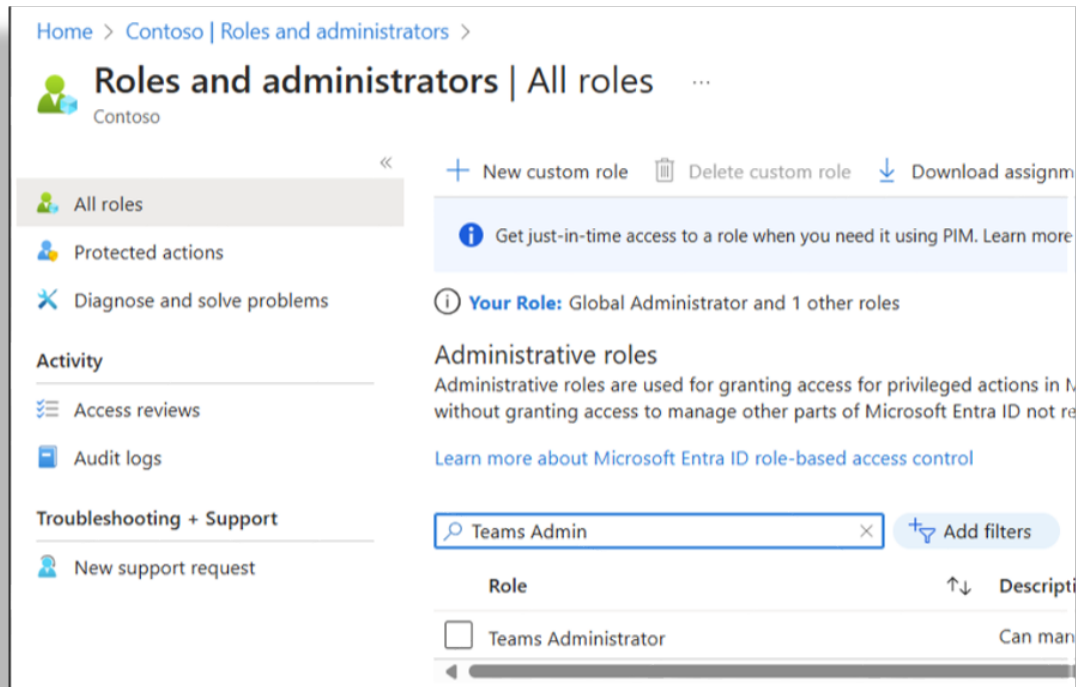 Home > Contoso | Roles and administrators >
Roles and administrators | All roles ...
Contoso
«
All roles
Protected actions
Diagnose and solve problems
Activity
Access reviews
Audit logs
Troubleshooting + Support
New support request
+ New custom role Delete custom role Download assignm
Get just-in-time access to a role when you need it using PIM. Learn more
Your Role: Global Administrator and 1 other roles
Administrative roles
Administrative roles are used for granting access for privileged actions in
without granting access to manage other parts of Microsoft Entra ID not re
Learn more about Microsoft Entra ID role-based access control
Teams Admin
Add filters
Role ↑↓ Descripti
Teams Administrator Can man